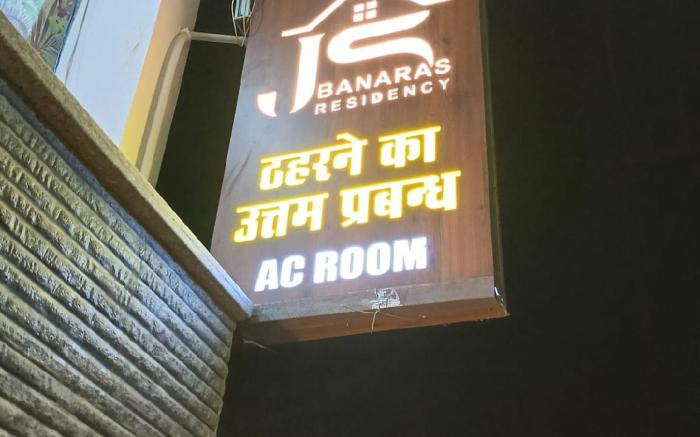 JS
BANARAS
RESIDENCY
ठहरने का
उत्तम प्रबन्ध
AC ROOM